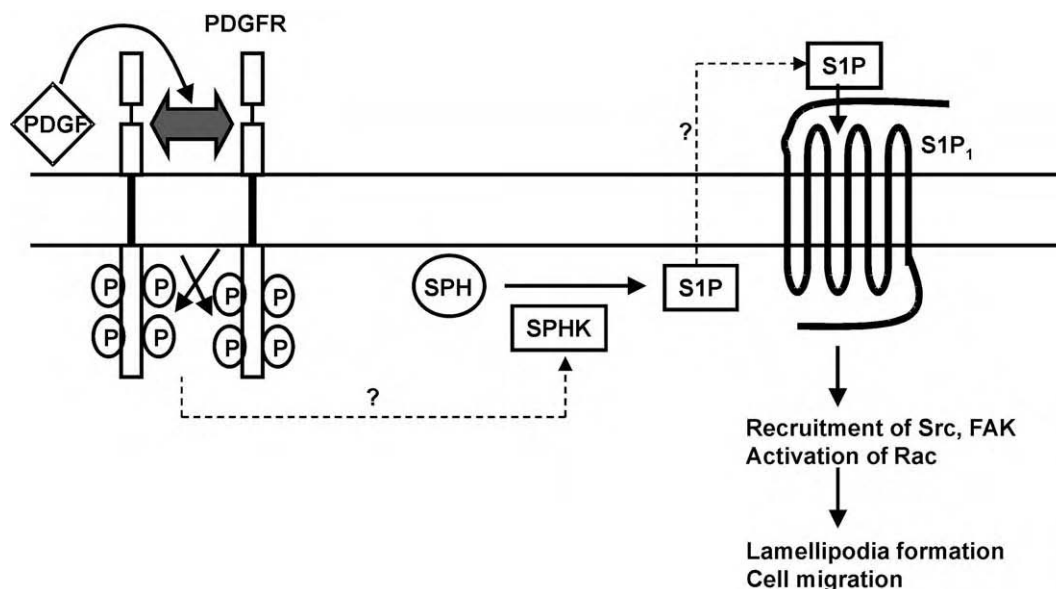 PDGFR
PDGF
S1P
?
S1P₁
P P P P
P P P P
SPH
S1P
SPHK
?
Recruitment of Src, FAK
Activation of Rac
Lamellipodia formation
Cell migration